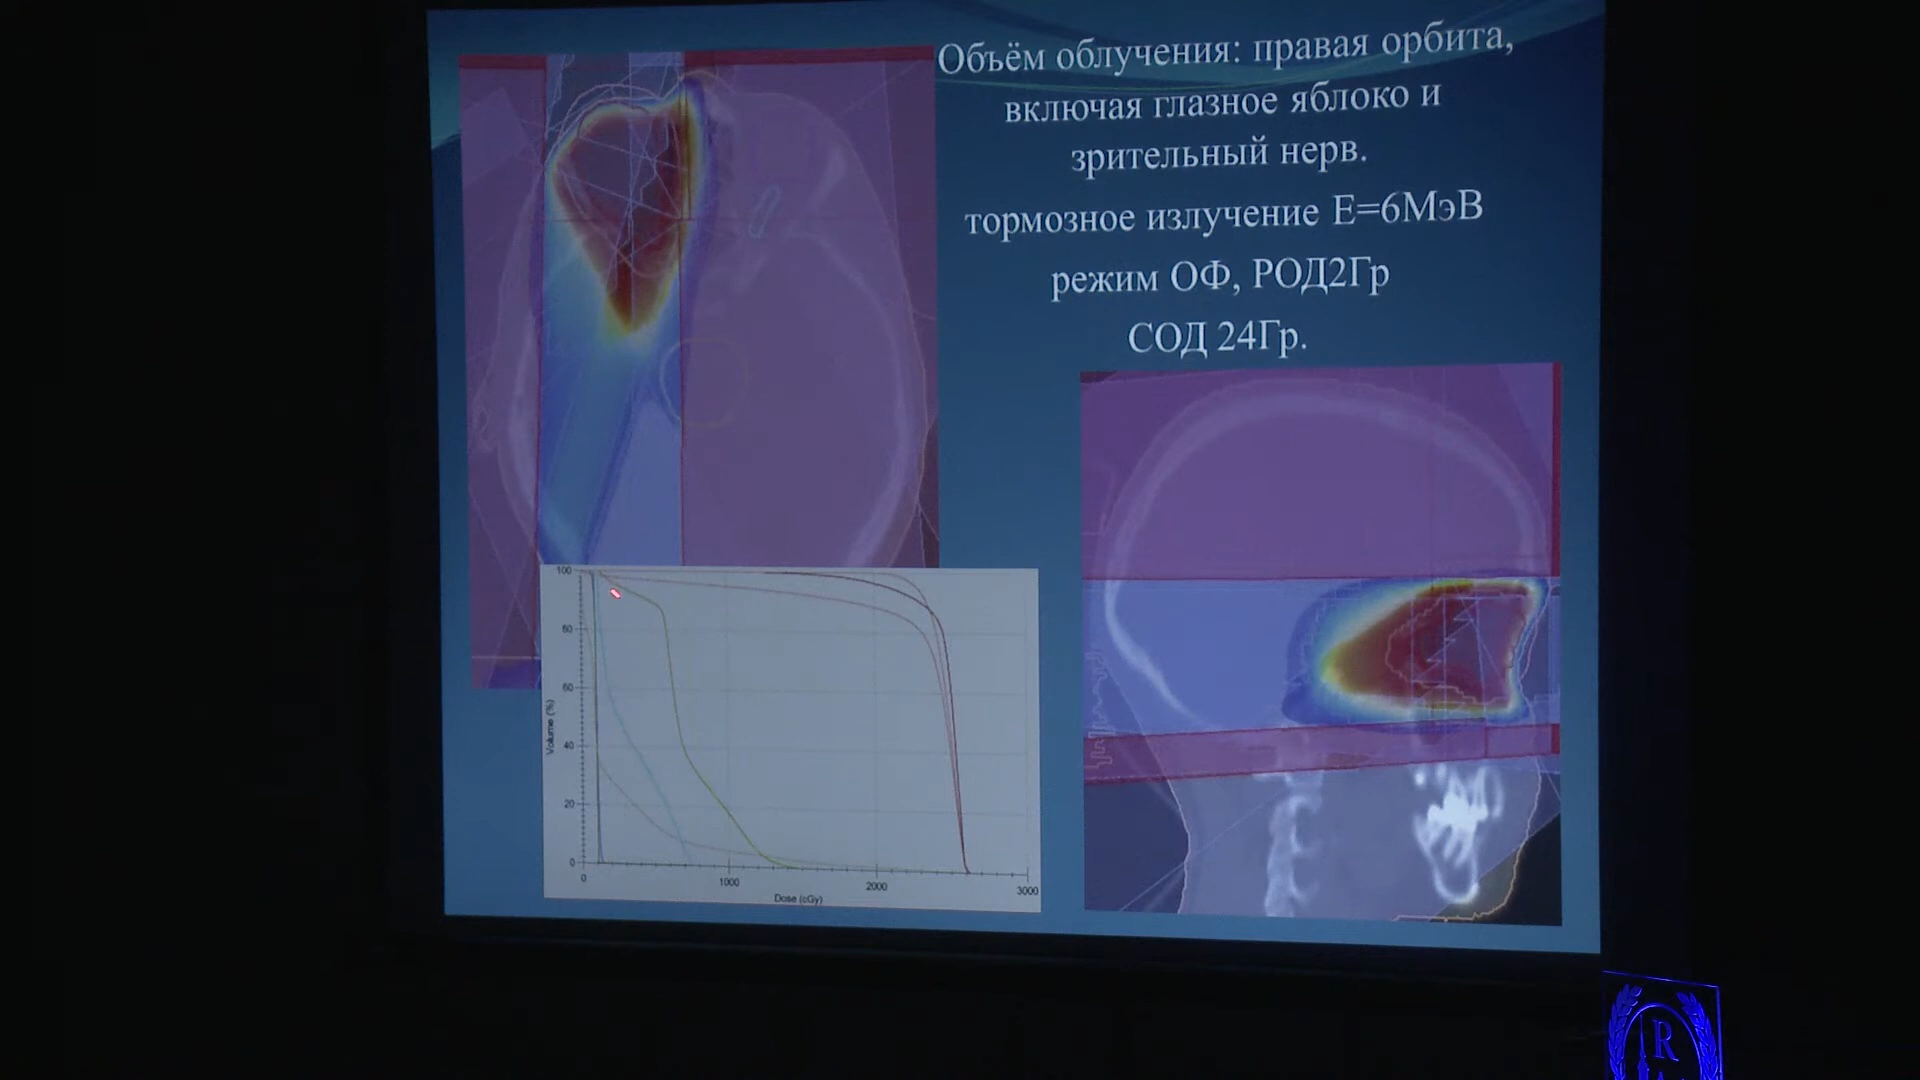 Объём облучения: правая орбита,
включая глазное яблоко и
зрительный нерв.
тормозное излучение Е=6МэВ
режим ОФ, РОД2Гр
СОД 24Гр.
100
80
60
40
20
0
Volume (%)
0
1000
2000
3000
Dose (cGy)
R